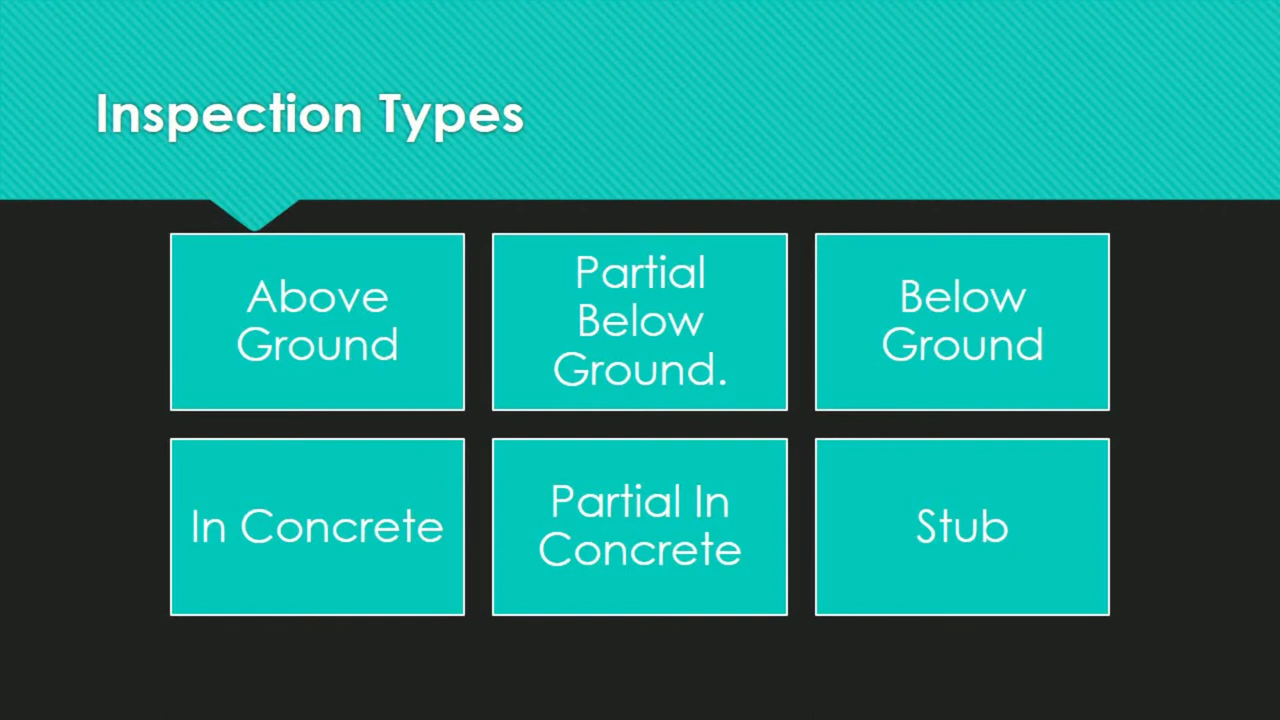 Inspection Types
Above
Ground
Partial
Below
Ground.
Below
Ground
In Concrete
Partial In
Concrete
Stub